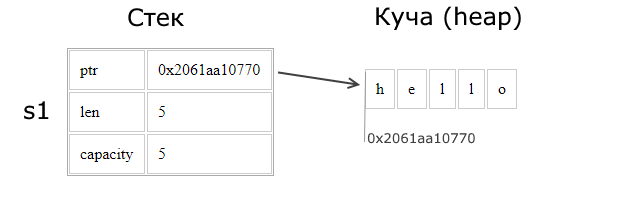 Стек
Куча (heap)
s1
ptr 0x2061aa10770
len 5
capacity 5
h e l l o
0x2061aa10770